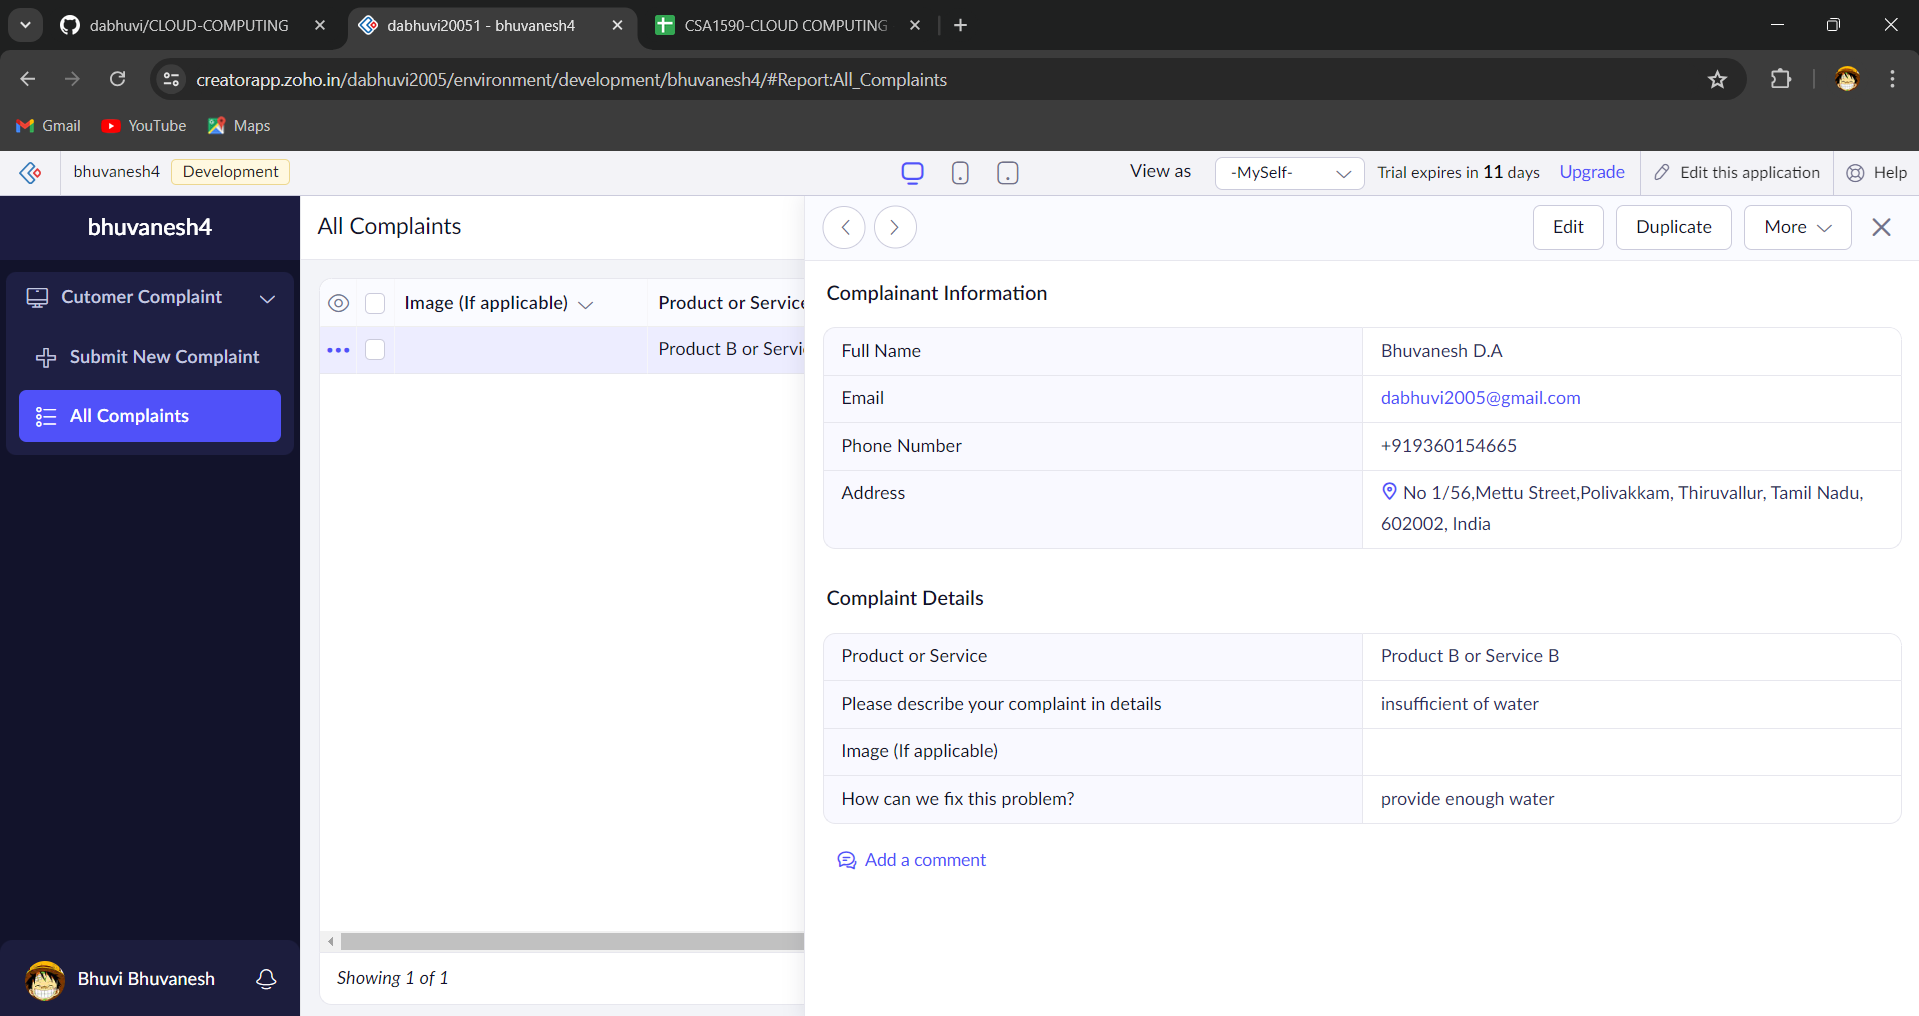 dabhuvi/CLOUD-COMPUTING
dabhuvi20051 - bhuvanesh4
CSA1590-CLOUD COMPUTING
creatorapp.zoho.in/dabhuvi2005/environment/development/bhuvanesh4/#Report:All_Complaints
Gmail YouTube Maps
bhuvanesh4 Development View as -MySelf- Trial expires in 11 days Upgrade Edit this application Help
bhuvanesh4
Cutomer Complaint
Submit New Complaint
All Complaints
Bhuvi Bhuvanesh
All Complaints
Image (If applicable) Product or Service
Product B or Servi
Showing 1 of 1
Edit Duplicate More
Complainant Information
Full Name Bhuvanesh D.A
Email dabhuvi2005@gmail.com
Phone Number +919360154665
Address No 1/56,Mettu Street,Polivakkam, Thiruvallur, Tamil Nadu,
602002, India
Complaint Details
Product or Service Product B or Service B
Please describe your complaint in details insufficient of water
Image (If applicable)
How can we fix this problem? provide enough water
Add a comment